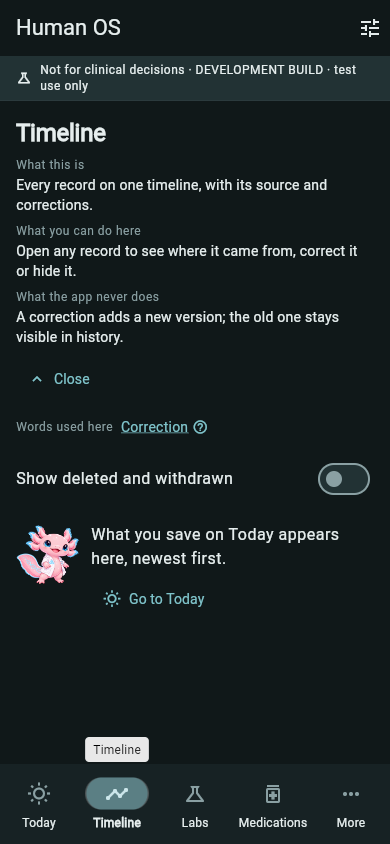 Human OS
Not for clinical decisions · DEVELOPMENT BUILD · test
use only
Timeline
What this is
Every record on one timeline, with its source and
corrections.
What you can do here
Open any record to see where it came from, correct it
or hide it.
What the app never does
A correction adds a new version; the old one stays
visible in history.
Close
Words used here Correction
Show deleted and withdrawn
What you save on Today appears
here, newest first.
Go to Today
Timeline
Today Timeline Labs Medications More